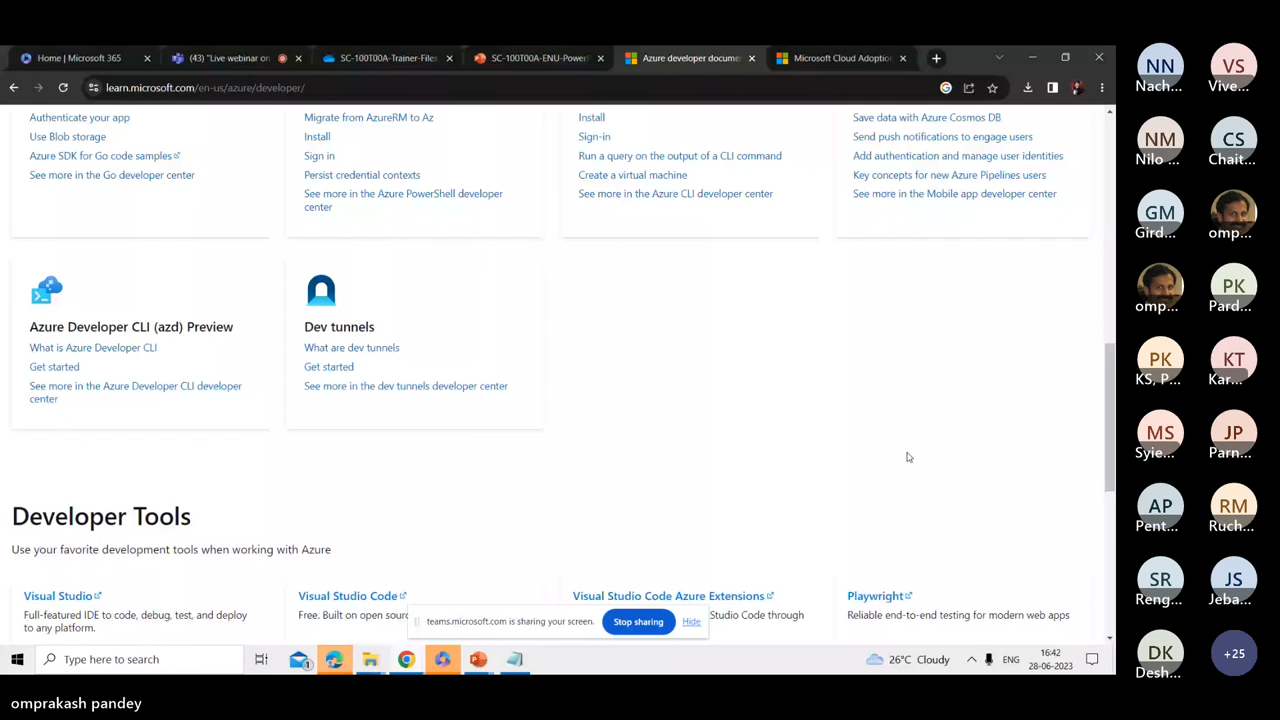 Home | Microsoft 365
(43) "Live webinar on
SC-100T00A-Trainer-Files
SC-100T00A-ENU-PowerP
Azure developer docume
Microsoft Cloud Adoption
learn.microsoft.com/en-us/azure/developer/
Authenticate your app
Use Blob storage
Azure SDK for Go code samples
See more in the Go developer center
Migrate from AzureRM to Az
Install
Sign in
Persist credential contexts
See more in the Azure PowerShell developer
center
Install
Sign-in
Run a query on the output of a CLI command
Create a virtual machine
See more in the Azure CLI developer center
Save data with Azure Cosmos DB
Send push notifications to engage users
Add authentication and manage user identities
Key concepts for new Azure Pipelines users
See more in the Mobile app developer center
Azure Developer CLI (azd) Preview
What is Azure Developer CLI
Get started
See more in the Azure Developer CLI developer
center
Dev tunnels
What are dev tunnels
Get started
See more in the dev tunnels developer center
Developer Tools
Use your favorite development tools when working with Azure
Visual Studio
Full-featured IDE to code, debug, test, and deploy
to any platform.
Visual Studio Code
Free. Built on open sourc
Visual Studio Code Azure Extensions
Studio Code through
Playwright
Reliable end-to-end testing for modern web apps
teams.microsoft.com is sharing your screen.
Stop sharing
Hide
Type here to search
1
26°C Cloudy
ENG
16:42
28-06-2023
NN
Nach...
VS
Vive...
NM
Nilo ...
CS
Chait...
GM
Gird...
omp...
omp...
PK
Pard...
PK
KS, P...
KT
Kar...
MS
Syie...
JP
Parn...
AP
Pent...
RM
Ruch...
SR
Reng...
JS
Jeba...
DK
Desh...
+25
omprakash pandey